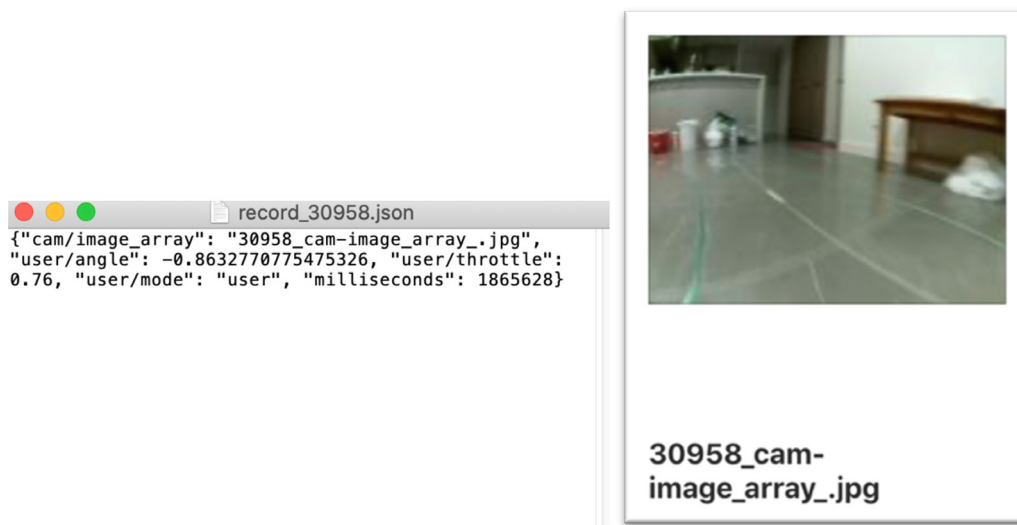 record_30958.json
{"cam/image_array": "30958_cam-image_array_.jpg",
"user/angle": -0.8632770775475326, "user/throttle":
0.76, "user/mode": "user", "milliseconds": 1865628}
30958_cam-
image_array_.jpg